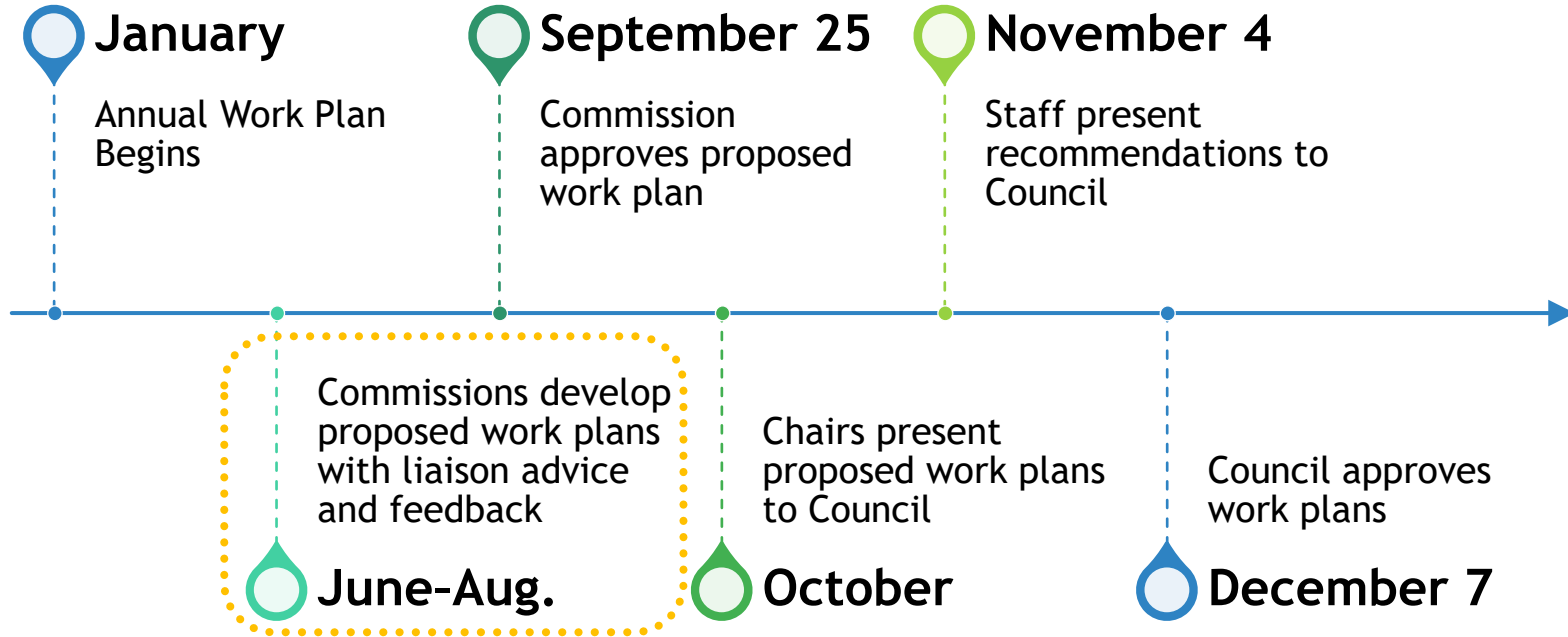 January
Annual Work Plan
Begins
September 25
Commission
approves proposed
work plan
November 4
Staff present
recommendations to
Council
Commissions develop
proposed work plans
with liaison advice
and feedback
June-Aug.
Chairs present
proposed work plans
to Council
October
Council approves
work plans
December 7